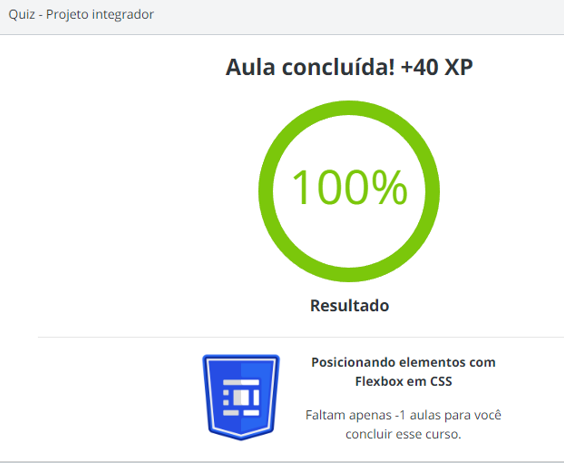 Quiz - Projeto integrador
Aula concluída! +40 XP
100%
Resultado
Posicionando elementos com
Flexbox em CSS
Faltam apenas -1 aulas para você
concluir esse curso.